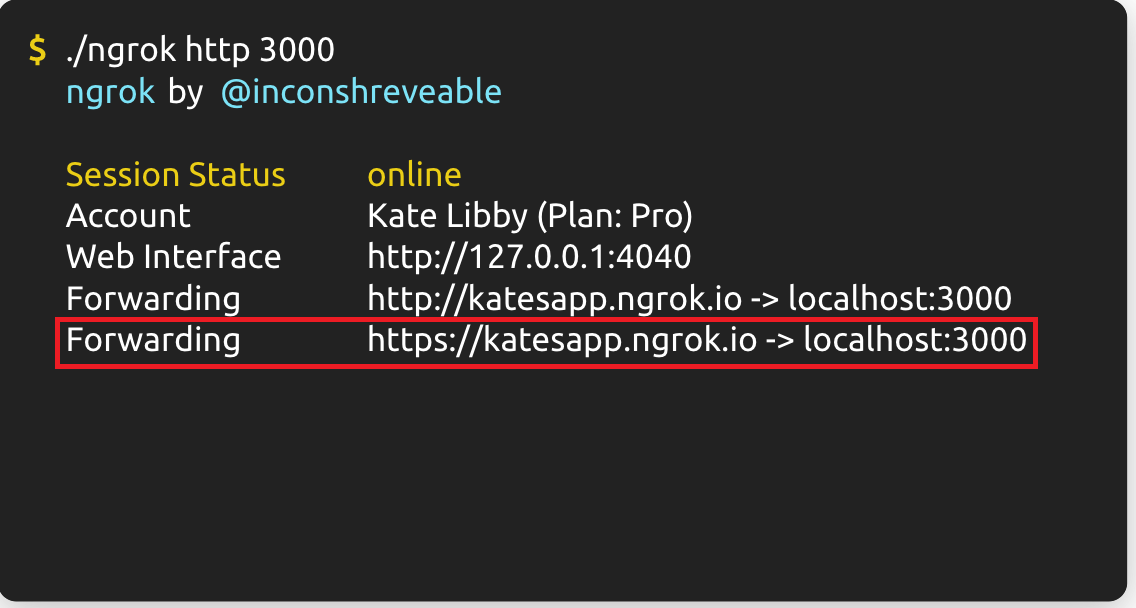 $ ./ngrok http 3000
ngrok by @inconshreveable
Session Status online
Account Kate Libby (Plan: Pro)
Web Interface http://127.0.0.1:4040
Forwarding http://katesapp.ngrok.io -> localhost:3000
Forwarding https://katesapp.ngrok.io -> localhost:3000